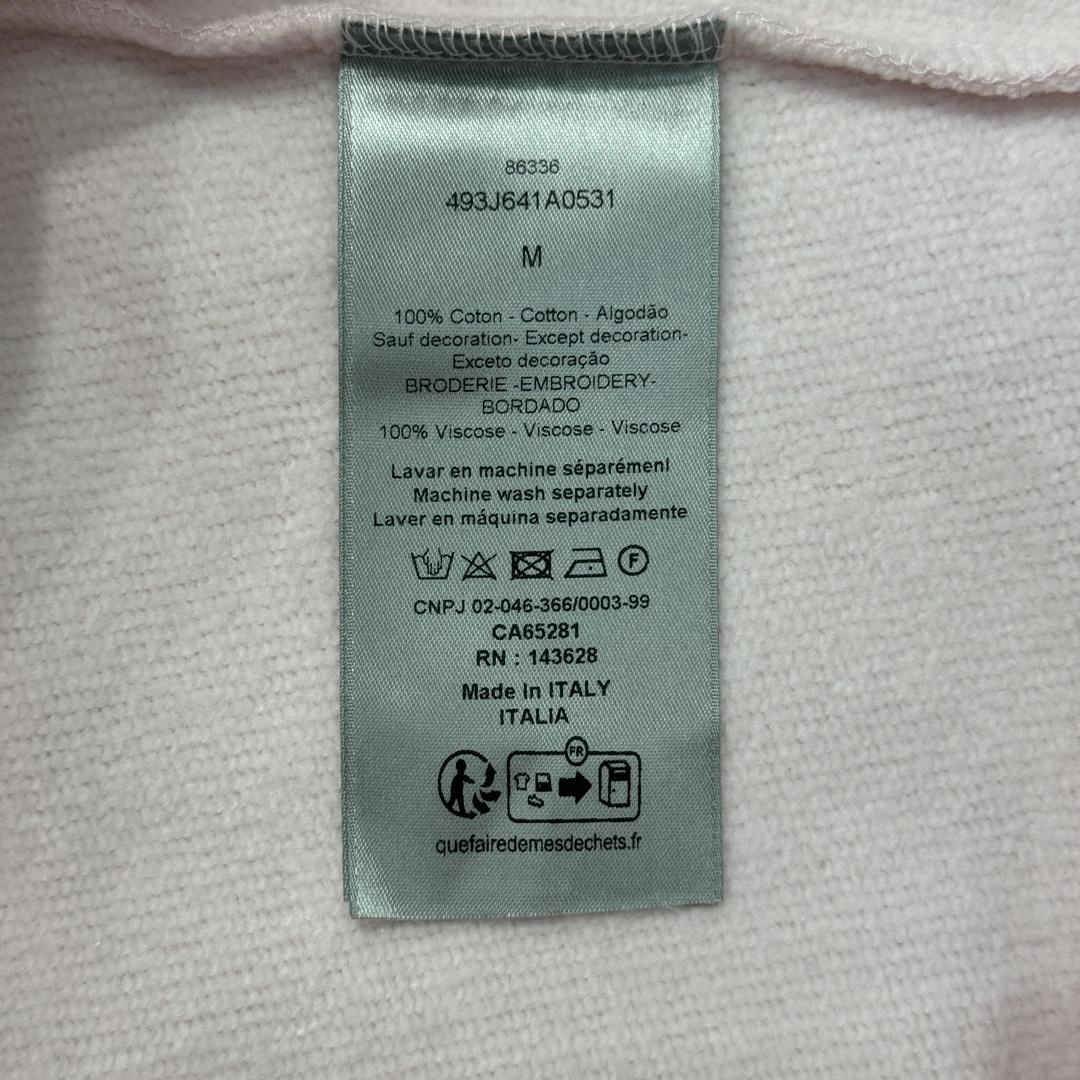 86336
493J641A0531
M
100% Coton - Cotton - Algodão
Sauf decoration- Except decoration-
Exceto decoração
BRODERIE -EMBROIDERY-
BORDADO
100% Viscose - Viscose - Viscose
Lavar en machine séparémenl
Machine wash separately
Laver en máquina separadamente
F
CNPJ 02-046-366/0003-99
CA65281
RN : 143628
Made In ITALY
ITALIA
FR
quefairedemesdechets.fr